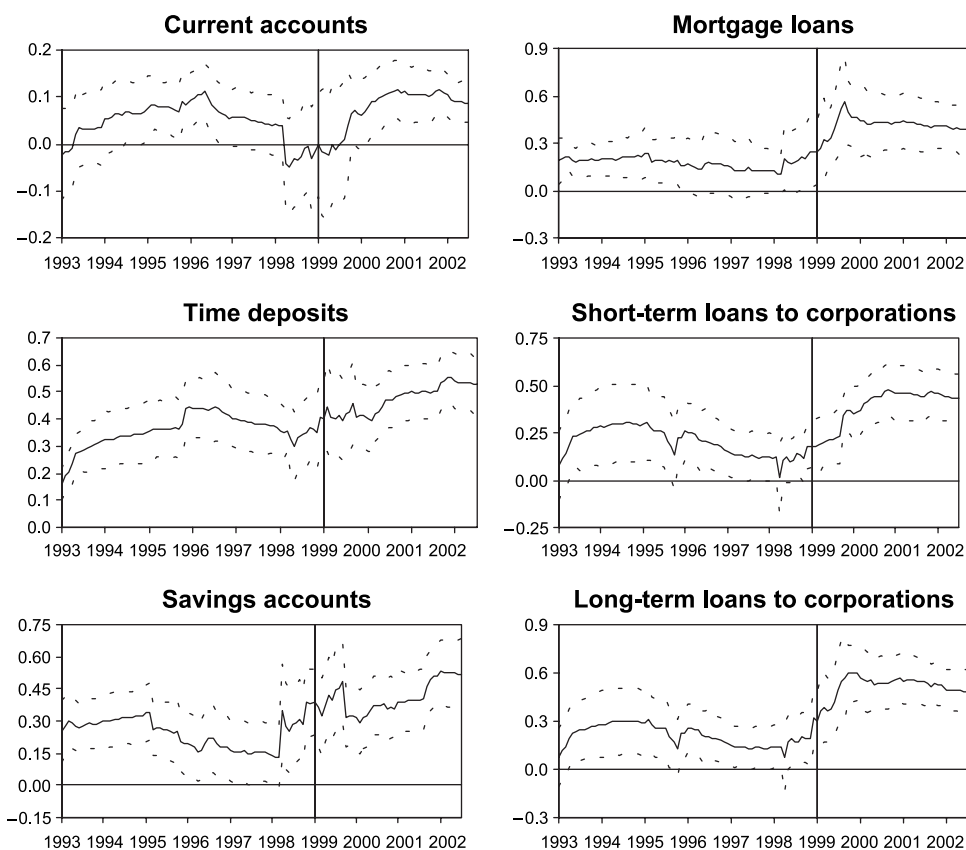 Current accounts
0.2
0.1
0.0
–0.1
–0.2
1993 1994 1995 1996 1997 1998 1999 2000 2001 2002
Mortgage loans
0.9
0.6
0.3
0.0
–0.3
1993 1994 1995 1996 1997 1998 1999 2000 2001 2002
Time deposits
0.7
0.6
0.5
0.4
0.3
0.2
0.1
0.0
1993 1994 1995 1996 1997 1998 1999 2000 2001 2002
Short-term loans to corporations
0.75
0.50
0.25
0.00
–0.25
1993 1994 1995 1996 1997 1998 1999 2000 2001 2002
Savings accounts
0.75
0.60
0.45
0.30
0.15
0.00
–0.15
1993 1994 1995 1996 1997 1998 1999 2000 2001 2002
Long-term loans to corporations
0.9
0.6
0.3
0.0
–0.3
1993 1994 1995 1996 1997 1998 1999 2000 2001 2002